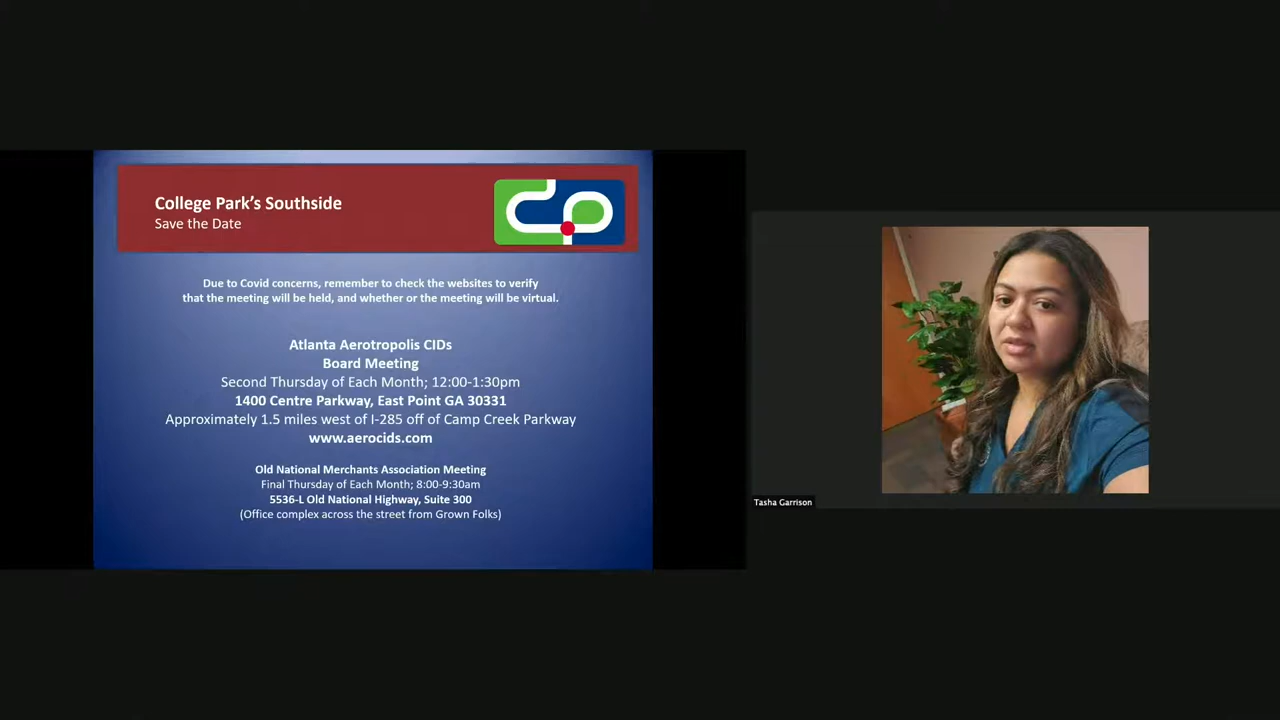 College Park's Southside
Save the Date
Due to Covid concerns, remember to check the websites to verify
that the meeting will be held, and whether or the meeting will be virtual.
Atlanta Aerotropolis CIDs
Board Meeting
Second Thursday of Each Month; 12:00-1:30pm
1400 Centre Parkway, East Point GA 30331
Approximately 1.5 miles west of I-285 off of Camp Creek Parkway
www.aerocids.com
Old National Merchants Association Meeting
Final Thursday of Each Month; 8:00-9:30am
5536-L Old National Highway, Suite 300
(Office complex across the street from Grown Folks)
Tasha Garrison